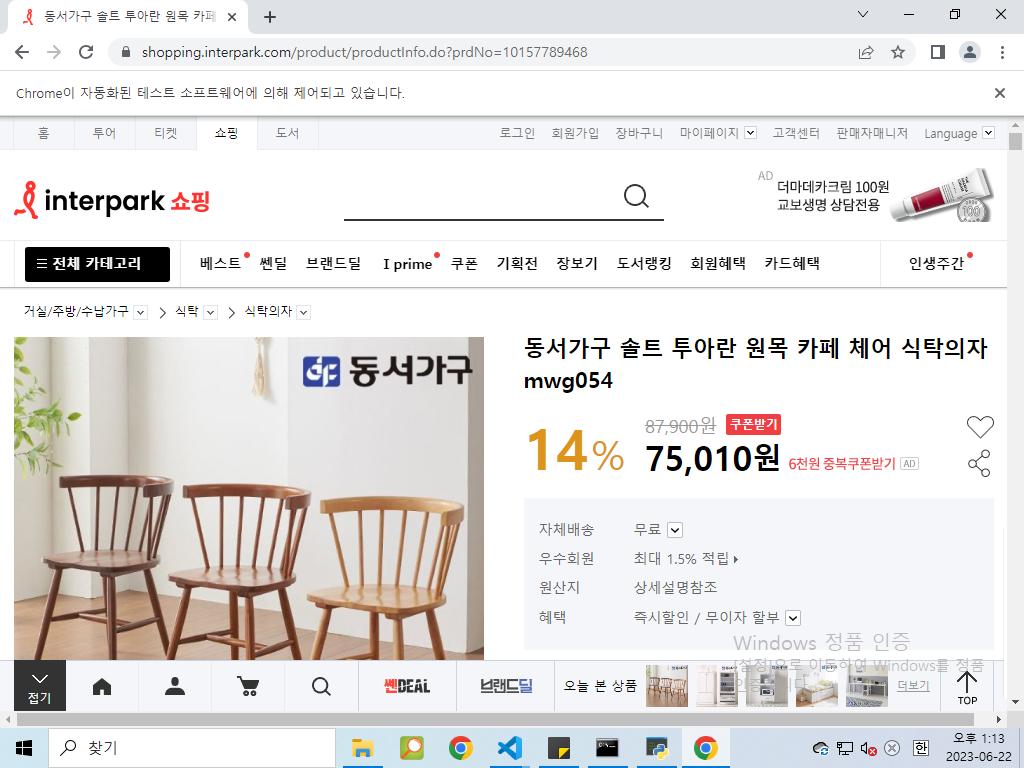 동서가구 솔트 투아란 원목 카페
shopping.interpark.com/product/productInfo.do?prdNo=10157789468
Chrome이 자동화된 테스트 소프트웨어에 의해 제어되고 있습니다.
홈 투어 티켓 쇼핑 도서 로그인 회원가입 장바구니 마이페이지 고객센터 판매자매니저 Language
interpark 쇼핑
AD 더마데카크림 100원
교보생명 상담전용
전체 카테고리 베스트 쎈딜 브랜드딜 I prime 쿠폰 기획전 장보기 도서랭킹 회원혜택 카드혜택 인생주간
거실/주방/수납가구 식탁 식탁의자
동서가구
동서가구 솔트 투아란 원목 카페 체어 식탁의자
mwg054
14% 87,900원 쿠폰받기
75,010원 6천원 중복쿠폰받기 AD
자체배송 무료
우수회원 최대 1.5% 적립
원산지 상세설명참조
혜택 즉시할인 / 무이자 할부
Windows 정품 인증
[설정]으로 이동하여 Windows를 정품
접기 쎈DEAL 브랜드딜 오늘 본 상품 더보기 TOP
찾기
한
오후 1:13
2023-06-22